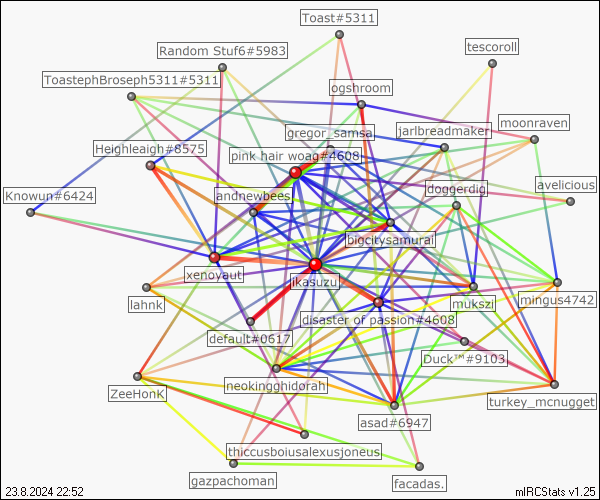 Toast#5311
Random Stuf6#5983
tescoroll
ToastephBroseph5311#5311
ogshroom
moonraven
gregor_samsa
jarlbreadmaker
Heighleaigh#8575
pink hair woag#4608
doggerdig
avelicious
Knowun#6424
andnewbees
bigcitysamurai
xenoyaut
ikasuzu
lahnk
mukszi
mingus4742
disaster of passion#4608
default#0617
Duck™#9103
ZeeHonK
neokingghidorah
turkey_mcnugget
asad#6947
thiccusboiusalexusjoneus
gazpachoman
facadas.
23.8.2024 22:52
mIRCStats v1.25